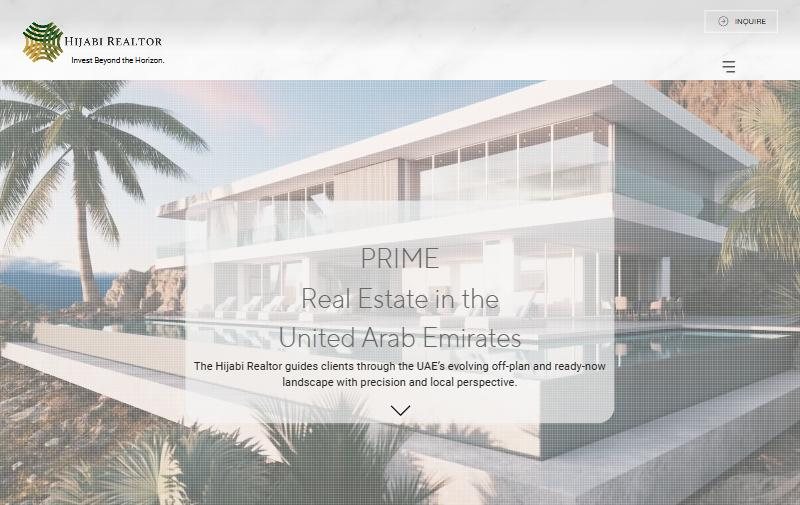 INQUIRE
HIJABI REALTOR
Invest Beyond the Horizon.
PRIME
Real Estate in the
United Arab Emirates
The Hijabi Realtor guides clients through the UAE's evolving off-plan and ready-now
landscape with precision and local perspective.